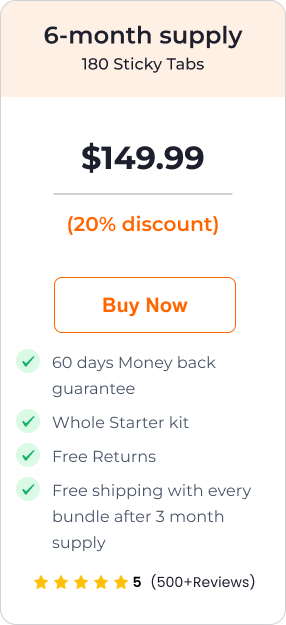 6-month supply
180 Sticky Tabs
$149.99
(20% discount)
Buy Now
60 days Money back
guarantee
Whole Starter kit
Free Returns
Free shipping with every
bundle after 3 month
supply
5 (500+Reviews)